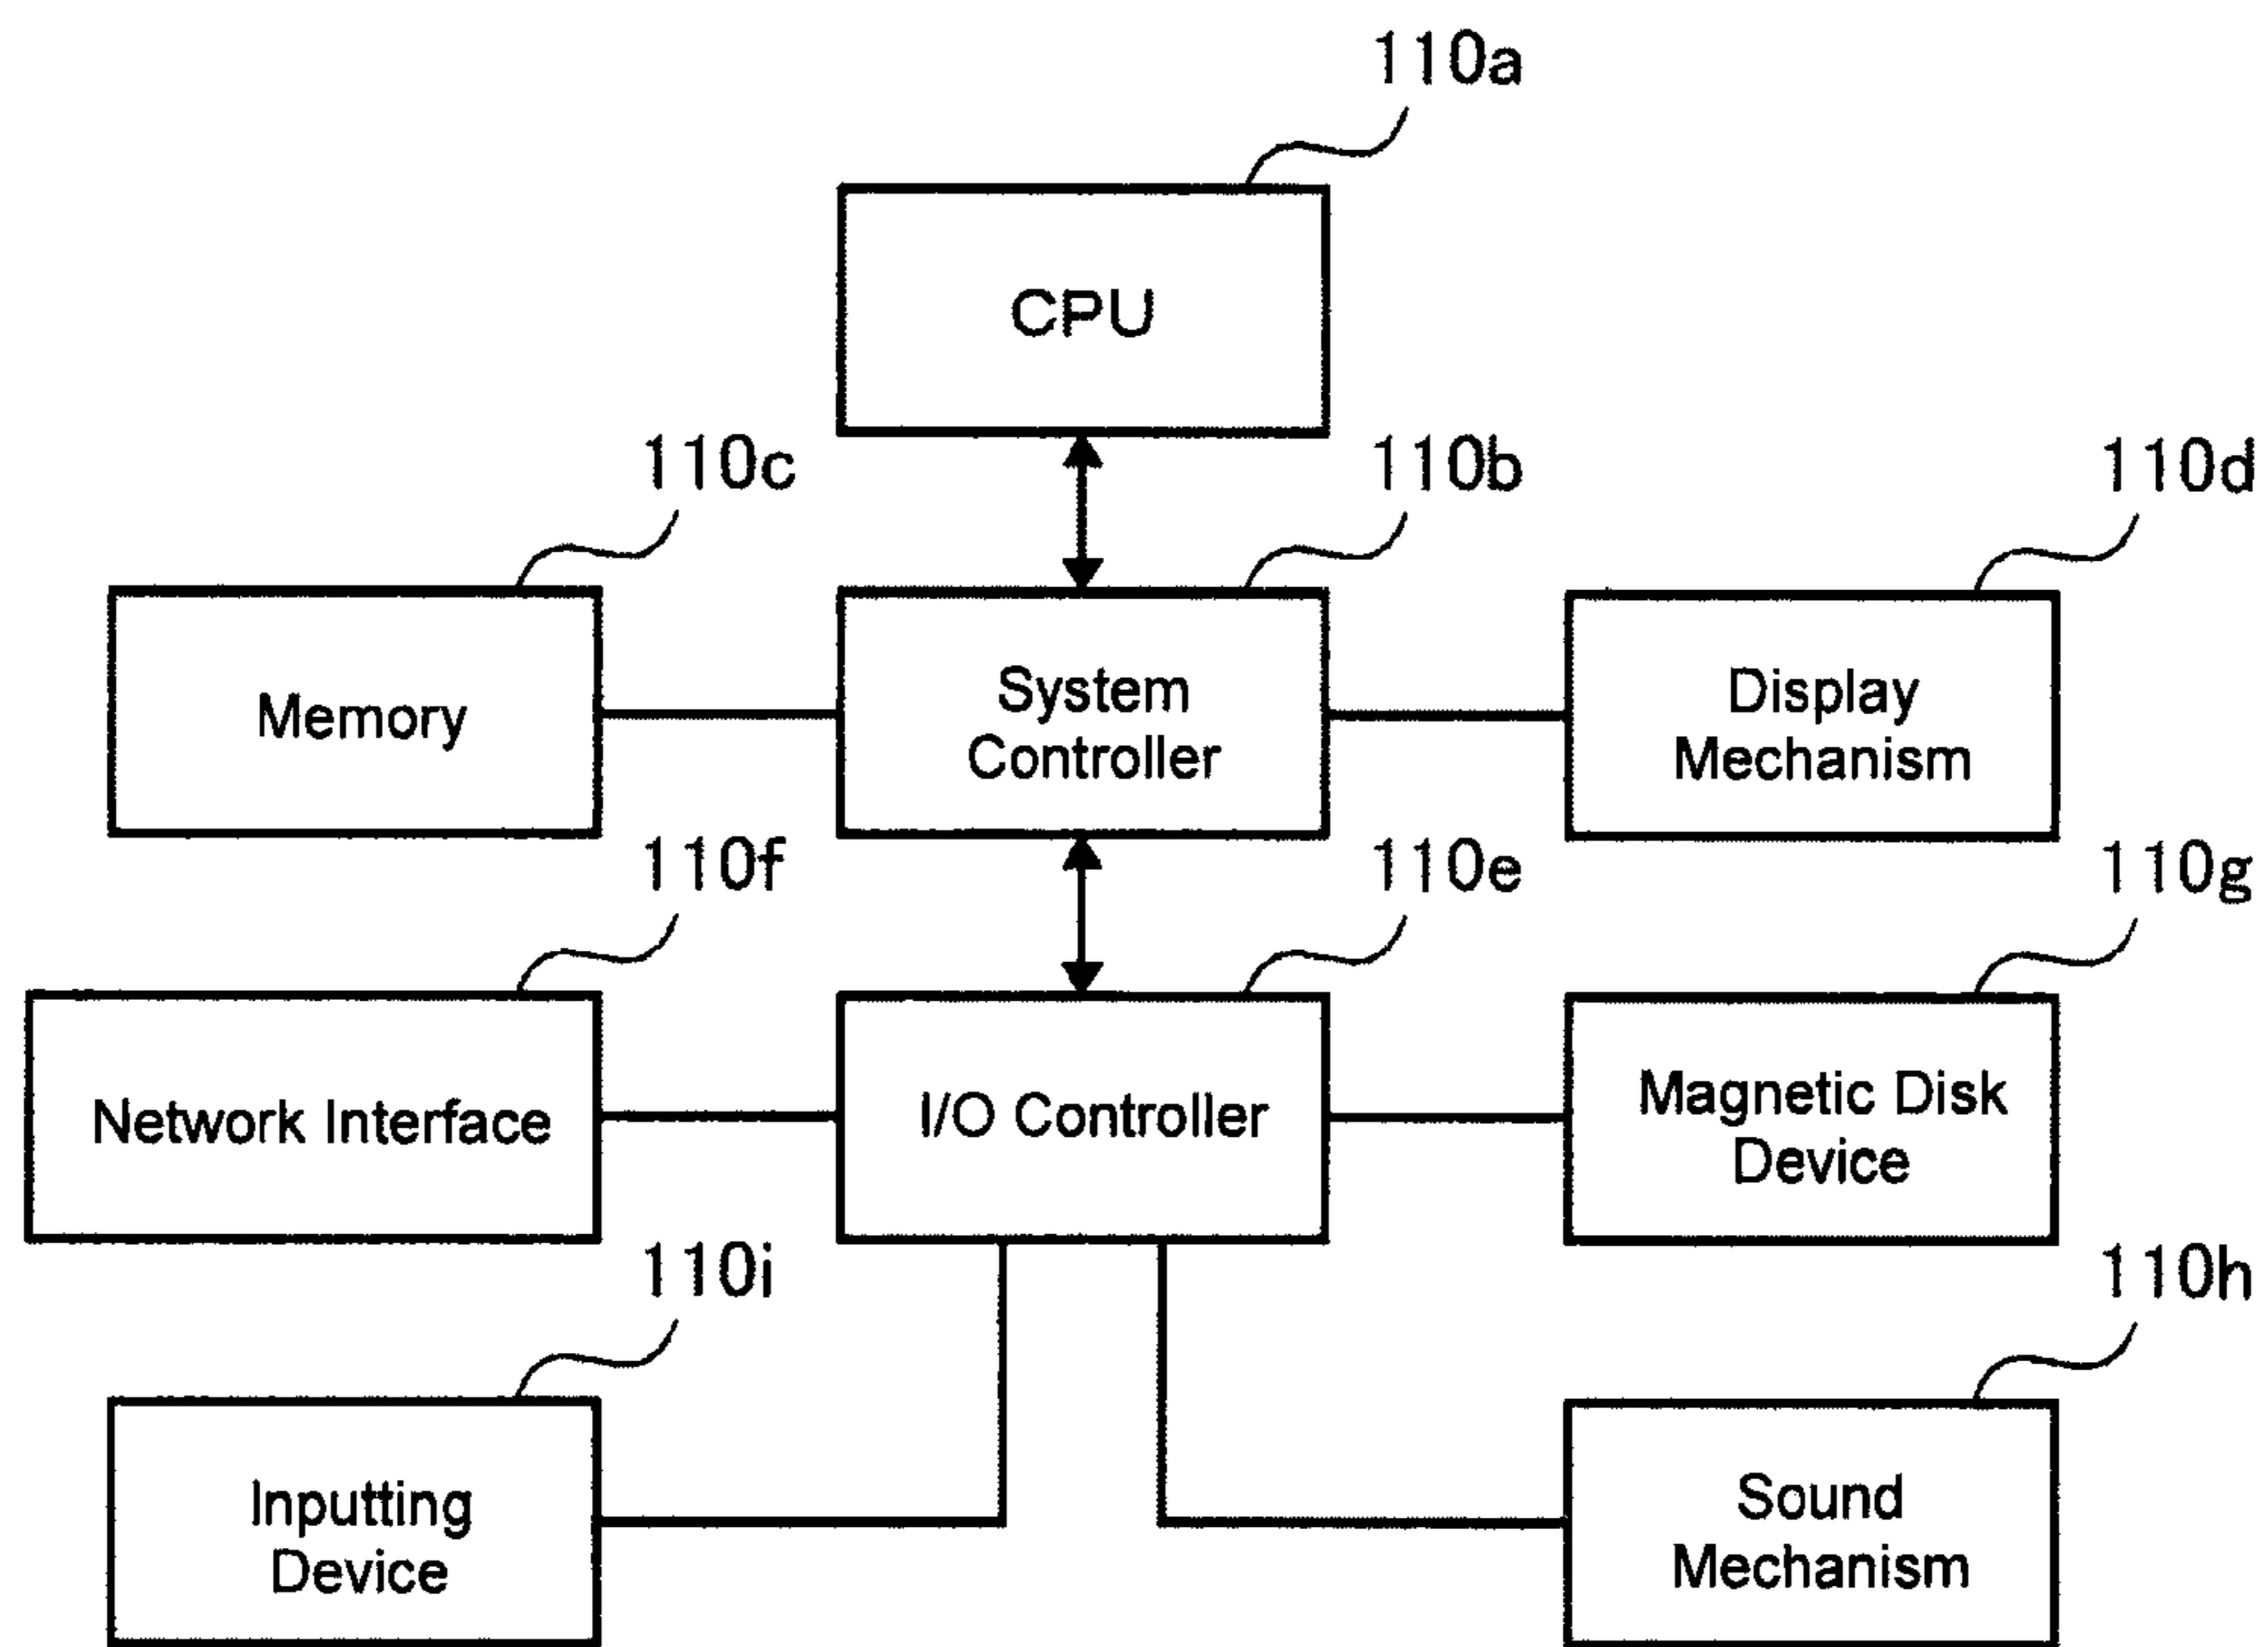 110a
CPU
110c
110b
110d
Memory
System
Controller
Display
Mechanism
110f
110e
110g
Network Interface
I/O Controller
Magnetic Disk
Device
110i
110h
Inputting
Device
Sound
Mechanism